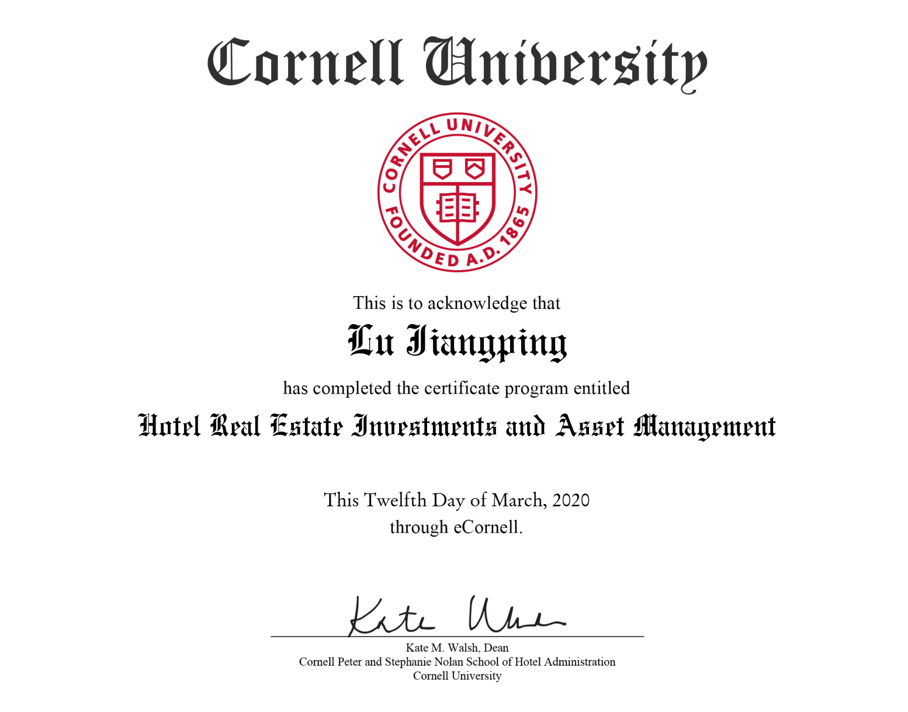 Cornell University
CORNELL UNIVERSITY
FOUNDED A.D. 1865
This is to acknowledge that
Lu Jiangping
has completed the certificate program entitled
Hotel Real Estate Investments and Asset Management
This Twelfth Day of March, 2020
through eCornell.
Kate M. Walsh, Dean
Cornell Peter and Stephanie Nolan School of Hotel Administration
Cornell University